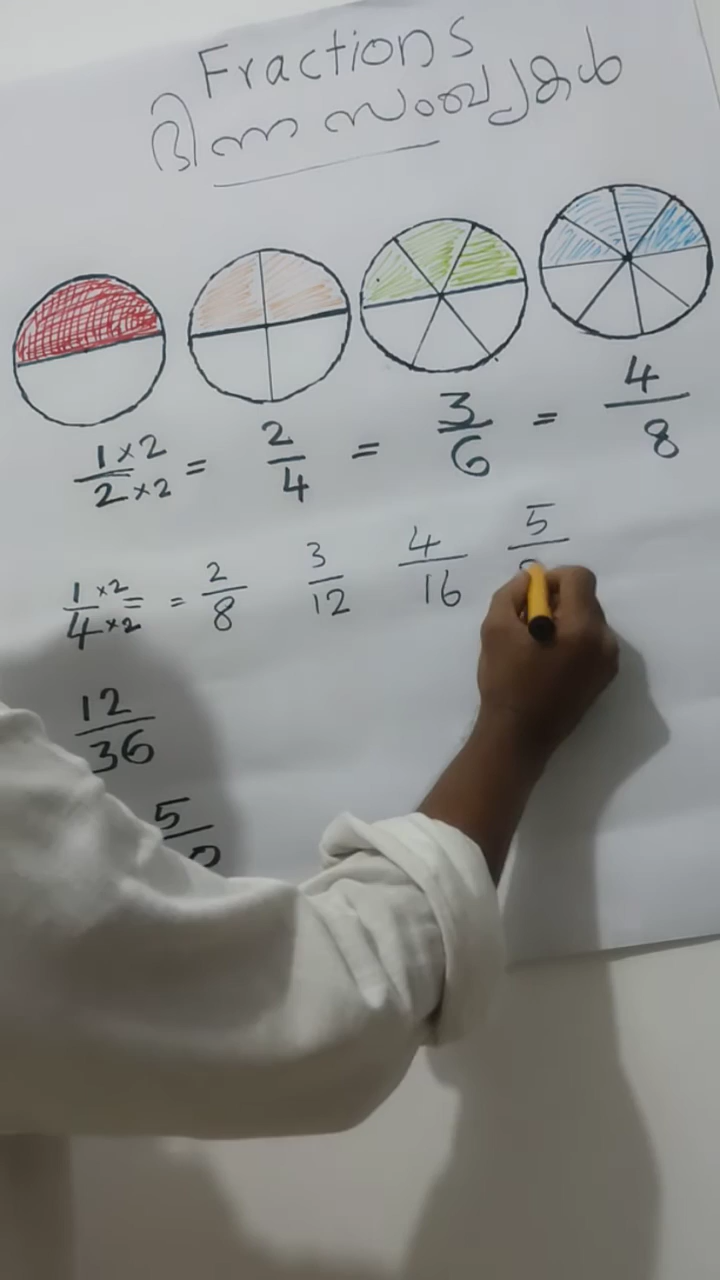 Fractions
ഭിന്ന സംഖ്യകൾ
1×2/2×2 = 2/4 = 3/6 = 4/8
1×2/4×2 = = 2/8 3/12 4/16 5/
12/36
5/